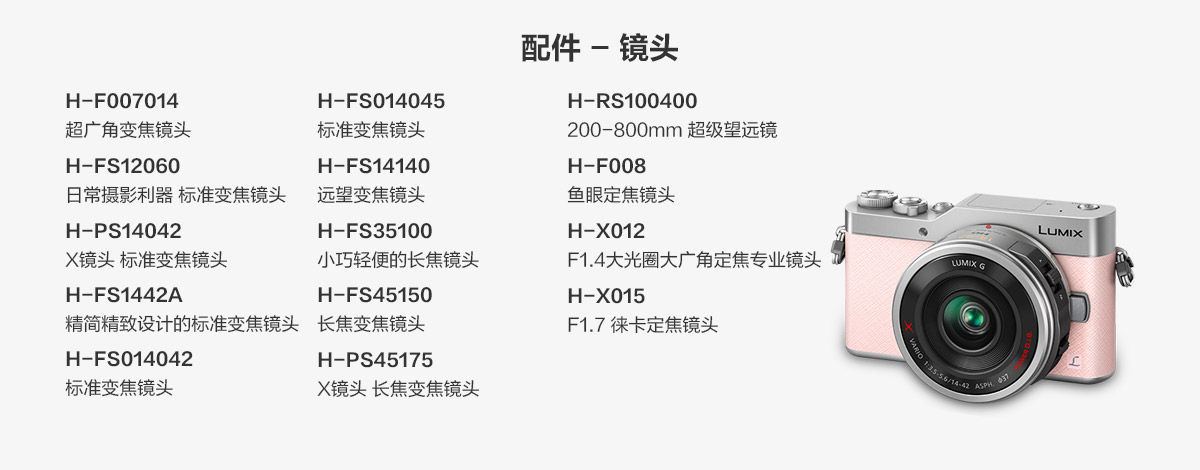 配件 – 镜头
H-F007014
超广角变焦镜头
H-FS12060
日常摄影利器 标准变焦镜头
H-PS14042
X镜头 标准变焦镜头
H-FS1442A
精简精致设计的标准变焦镜头
H-FS014042
标准变焦镜头
H-FS014045
标准变焦镜头
H-FS14140
远望变焦镜头
H-FS35100
小巧轻便的长焦镜头
H-FS45150
长焦变焦镜头
H-PS45175
X镜头 长焦变焦镜头
H-RS100400
200-800mm 超级望远镜
H-F008
鱼眼定焦镜头
H-X012
F1.4大光圈大广角定焦专业镜头
H-X015
F1.7 徕卡定焦镜头
LUMIX
LUMIX G
X VARIO 1:3.5-5.6/14-42 ASPH. ø37